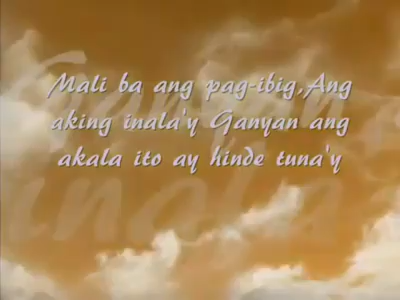 Mali ba ang pag-ibig,Ang
aking inala'y Ganyan ang
akala ito ay hinde tuna'y